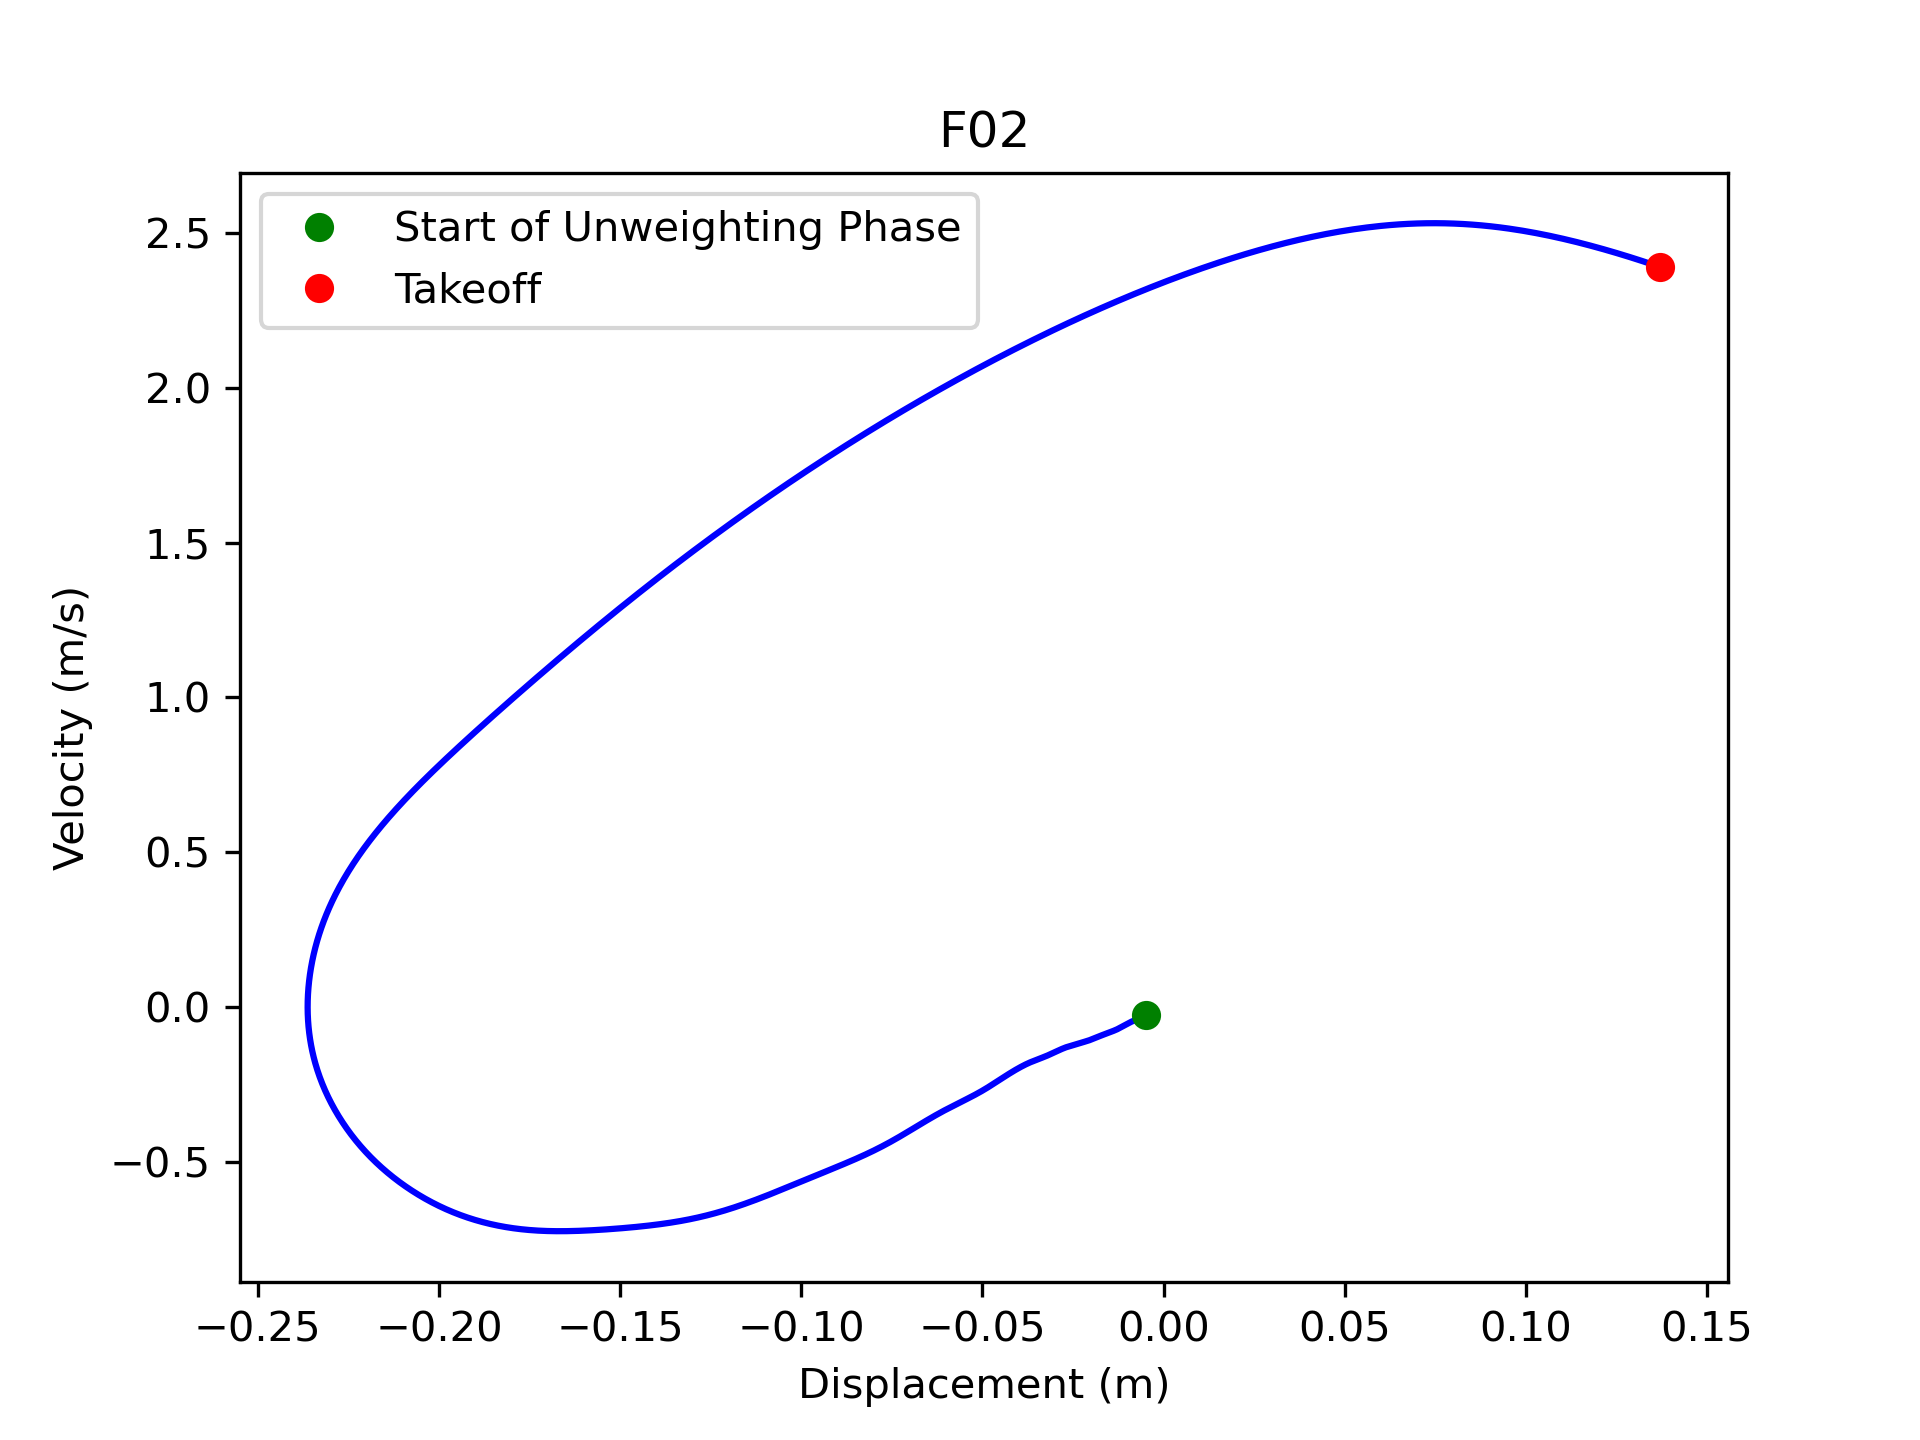 F02
Start of Unweighting Phase
Takeoff
2.5
2.0
1.5
1.0
0.5
0.0
−0.5
Velocity (m/s)
−0.25 −0.20 −0.15 −0.10 −0.05 0.00 0.05 0.10 0.15
Displacement (m)